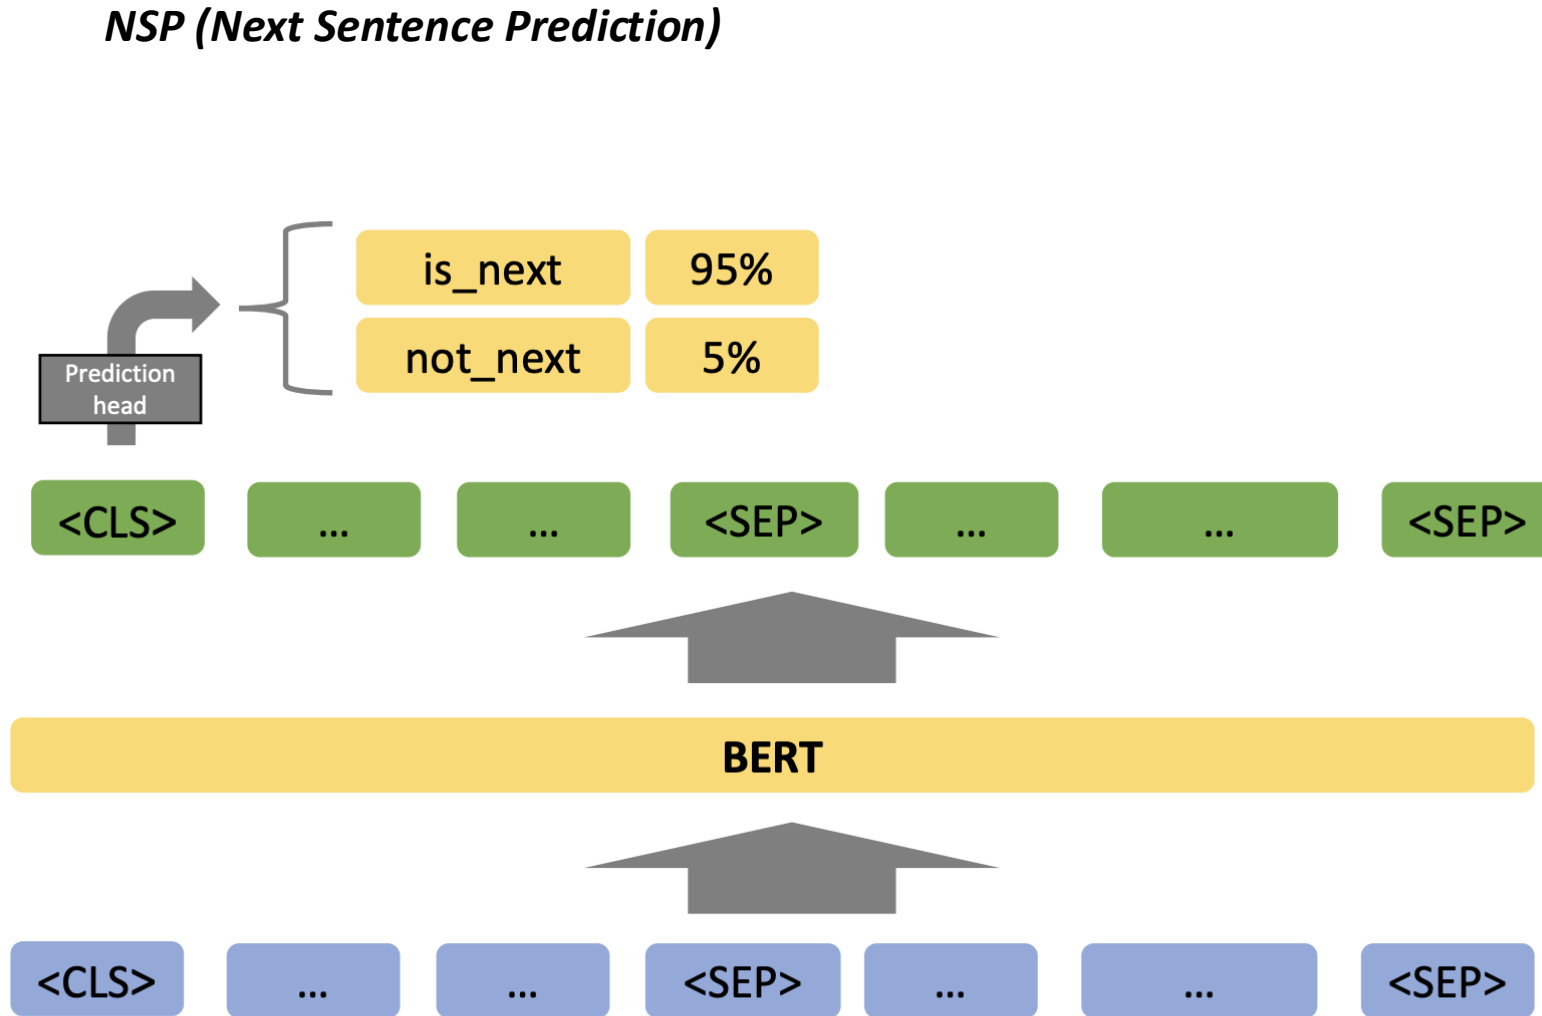 NSP (Next Sentence Prediction)
is_next 95%
not_next 5%
Prediction
head
<CLS> ... ... <SEP> ... ... <SEP>
BERT
<CLS> ... ... <SEP> ... ... <SEP>